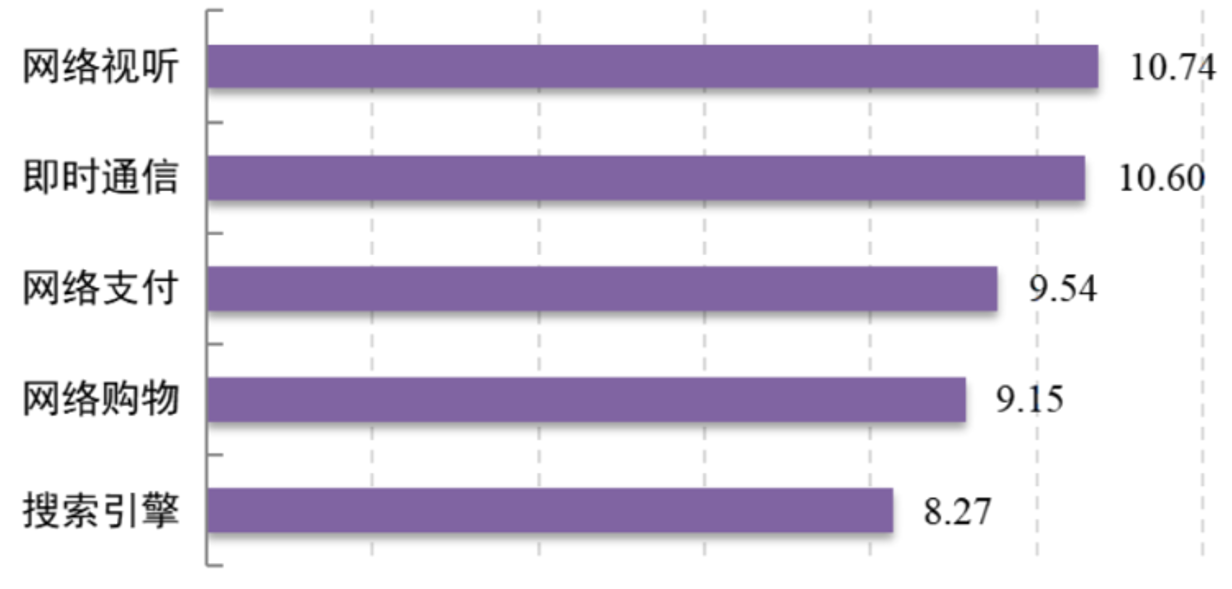 网络视听 10.74
即时通信 10.60
网络支付 9.54
网络购物 9.15
搜索引擎 8.27